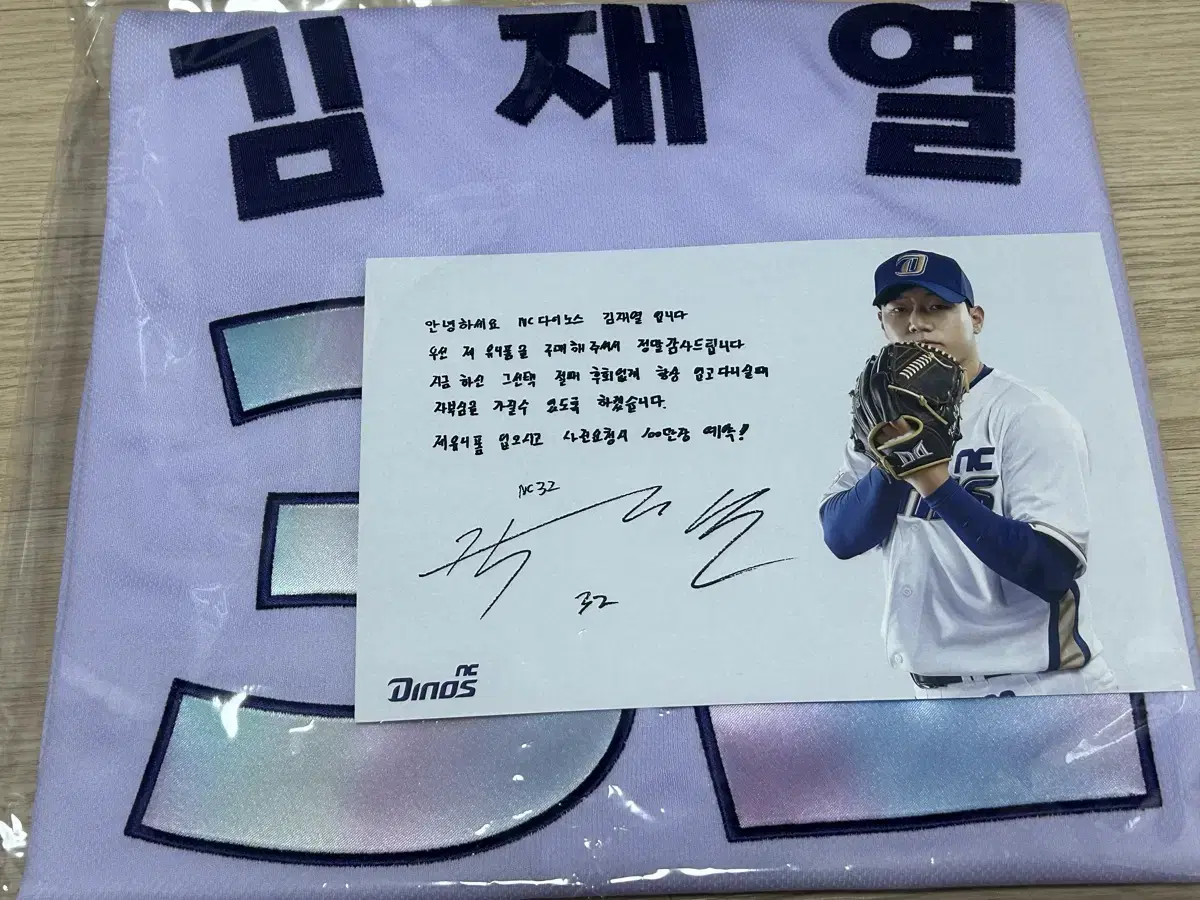 김재열
안녕하세요 NC다이노스 김재열 입니다
우선 저 유니폼을 구매해주셔서 정말감사드립니다
지금 하신 그선택 절때 후회없게 항상 입고다니실때
자부심을 가질수 있도록 하겠습니다.
제유니폼 입으시고 사진요청시 100만장 예약!
NC32
32
NC
DINOS
D
NC